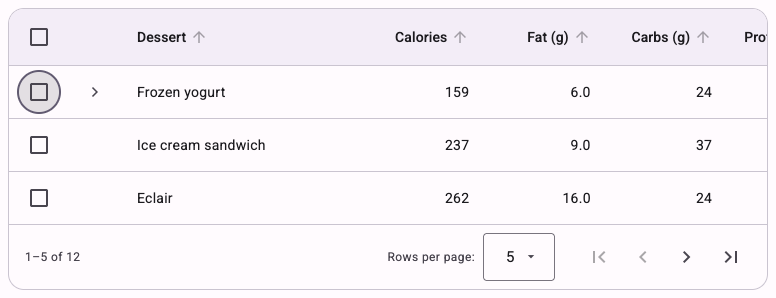 Dessert Calories Fat (g) Carbs (g)
Frozen yogurt 159 6.0 24
Ice cream sandwich 237 9.0 37
Eclair 262 16.0 24
1–5 of 12 Rows per page: 5